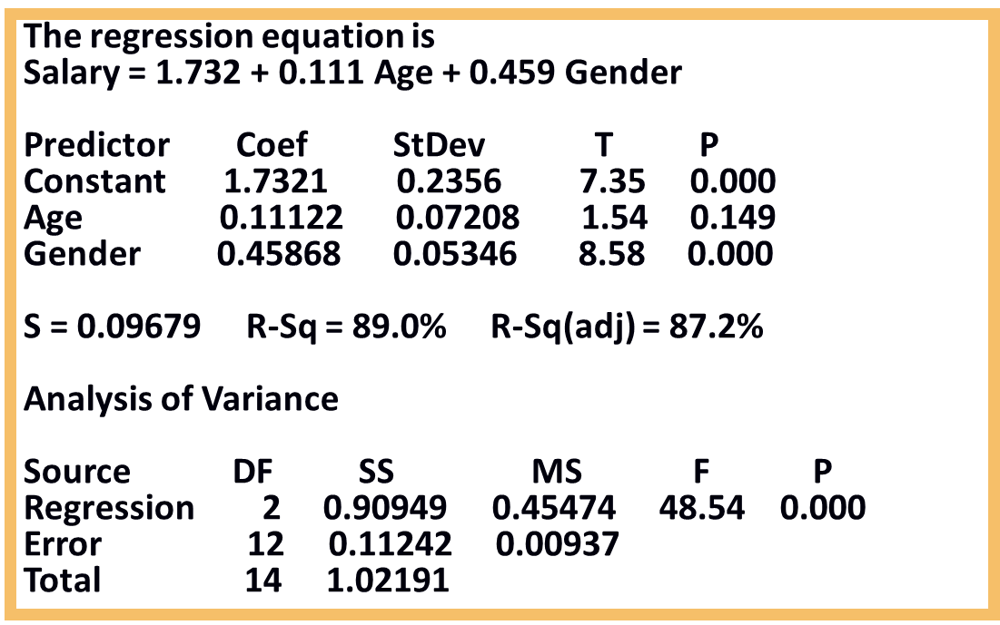 The regression equation is
Salary = 1.732 + 0.111 Age + 0.459 Gender
Predictor Coef StDev T P
Constant 1.7321 0.2356 7.35 0.000
Age 0.11122 0.07208 1.54 0.149
Gender 0.45868 0.05346 8.58 0.000
S = 0.09679 R-Sq = 89.0% R-Sq(adj) = 87.2%
Analysis of Variance
Source DF SS MS F P
Regression 2 0.90949 0.45474 48.54 0.000
Error 12 0.11242 0.00937
Total 14 1.02191